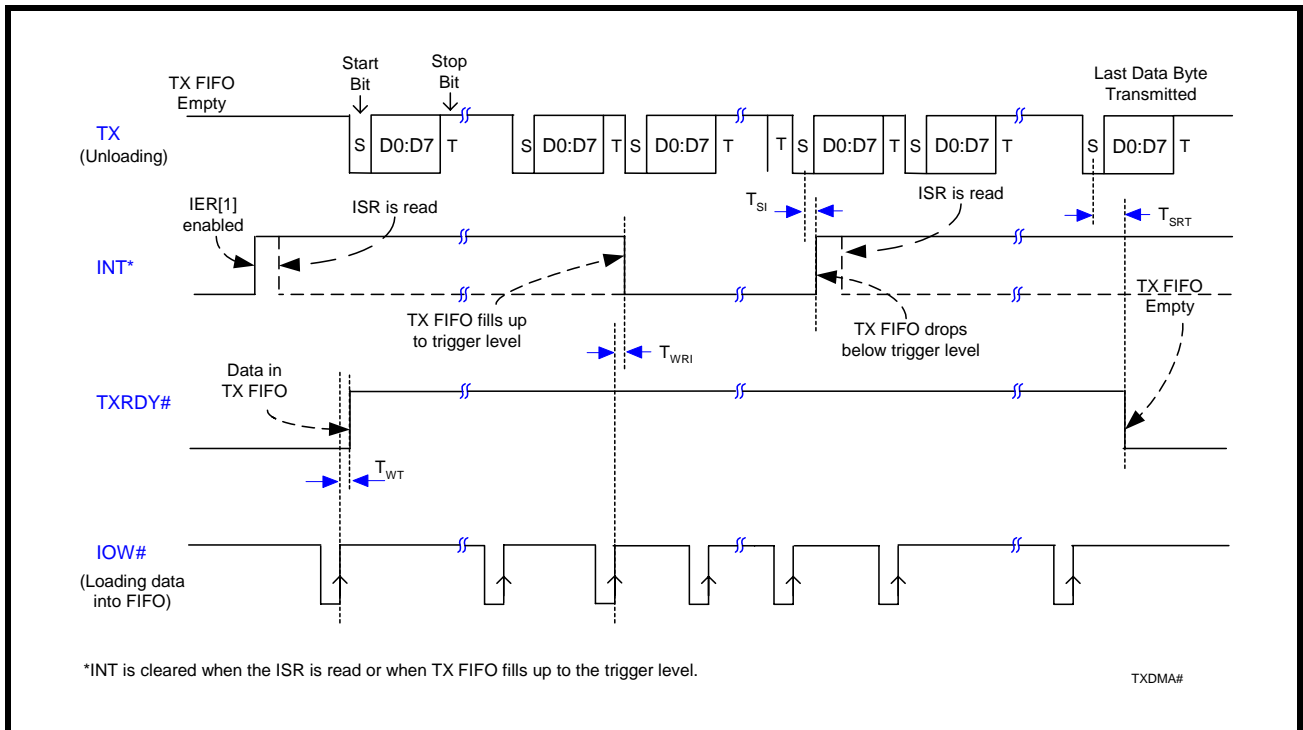 TX FIFO
Empty
Start
Bit
Stop
Bit
Last Data Byte
Transmitted
TX
(Unloading)
S D0:D7 T S D0:D7 T S D0:D7 T T S D0:D7 T S D0:D7 T S D0:D7 T
IER[1]
enabled
ISR is read
TSI
ISR is read
TSRT
INT*
TX FIFO fills up
to trigger level
TX FIFO drops
below trigger level
TX FIFO
Empty
TWRI
Data in
TX FIFO
TXRDY#
TWT
IOW#
(Loading data
into FIFO)
*INT is cleared when the ISR is read or when TX FIFO fills up to the trigger level.
TXDMA#